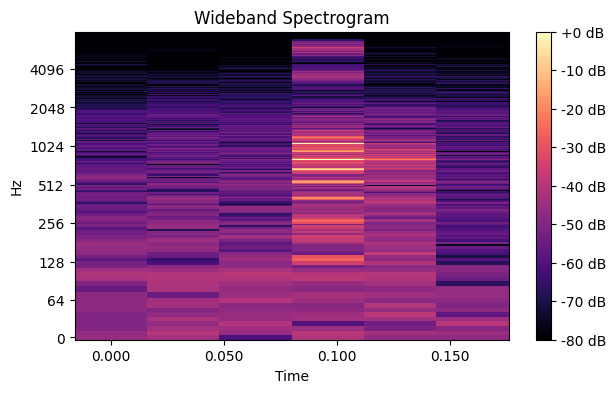 Wideband Spectrogram
Hz
4096
2048
1024
512
256
128
64
0
0.000 0.050 0.100 0.150
Time
+0 dB
-10 dB
-20 dB
-30 dB
-40 dB
-50 dB
-60 dB
-70 dB
-80 dB